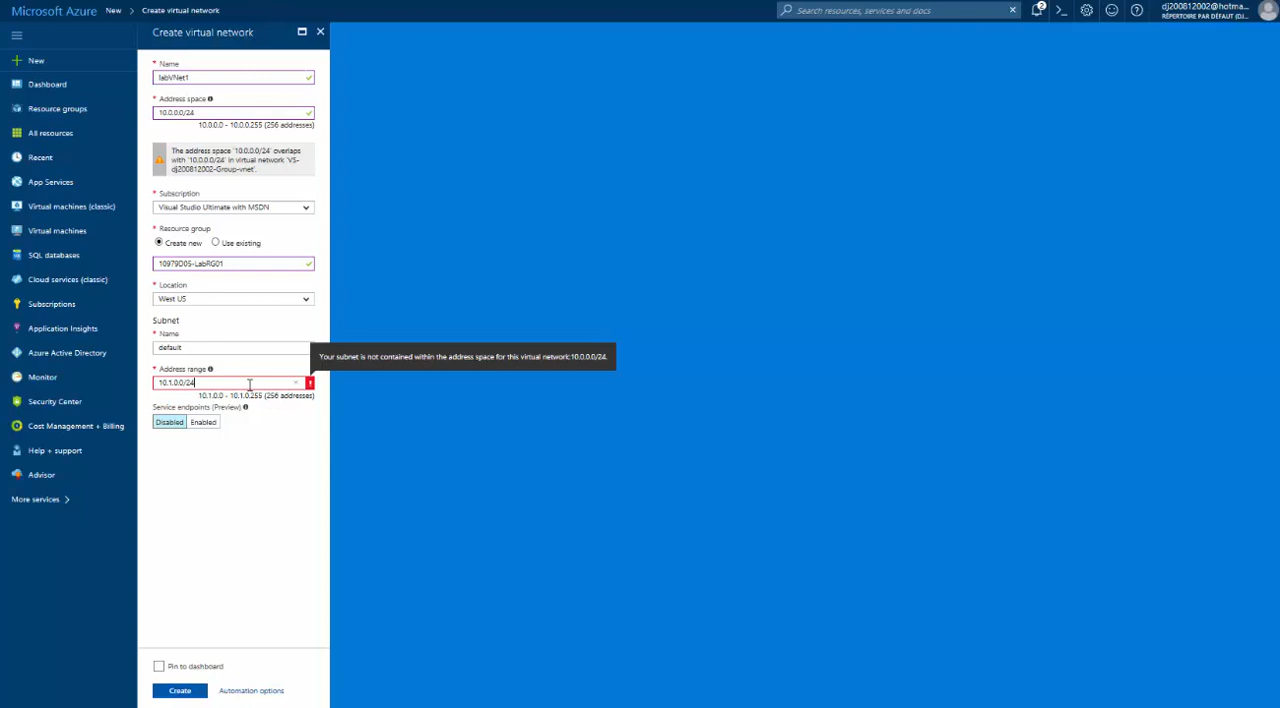 Microsoft Azure New > Create virtual network
Search resources, services and docs
2
dj200812002@hotma...
RÉPERTOIRE PAR DÉFAUT (DJ...
Create virtual network
New
Dashboard
Resource groups
All resources
Recent
App Services
Virtual machines (classic)
Virtual machines
SQL databases
Cloud services (classic)
Subscriptions
Application Insights
Azure Active Directory
Monitor
Security Center
Cost Management + Billing
Help + support
Advisor
More services >
* Name
labVNet1
* Address space
10.0.0.0/24
10.0.0.0 - 10.0.0.255 (256 addresses)
The address space '10.0.0.0/24' overlaps
with '10.0.0.0/24' in virtual network 'VS-
dj200812002-Group-vnet'.
* Subscription
Visual Studio Ultimate with MSDN
* Resource group
Create new Use existing
10979D05-LabRG01
* Location
West US
Subnet
* Name
default
Your subnet is not contained within the address space for this virtual network:10.0.0.0/24.
* Address range
10.1.0.0/24
10.1.0.0 - 10.1.0.255 (256 addresses)
Service endpoints (Preview)
Disabled Enabled
Pin to dashboard
Create Automation options